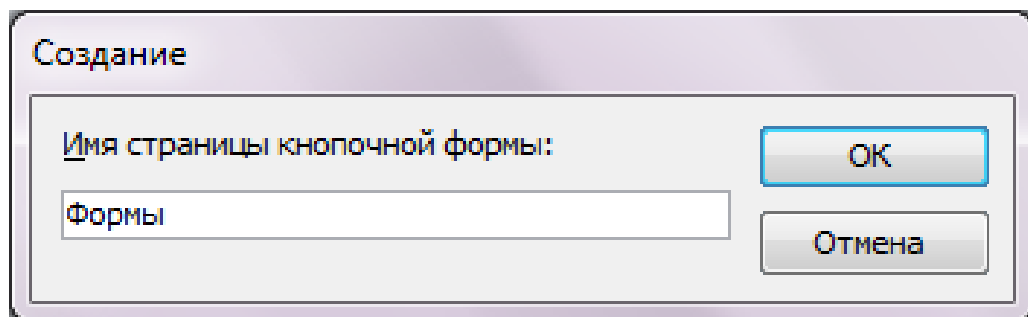 Создание
Имя страницы кнопочной формы:
ОК
Формы
Отмена